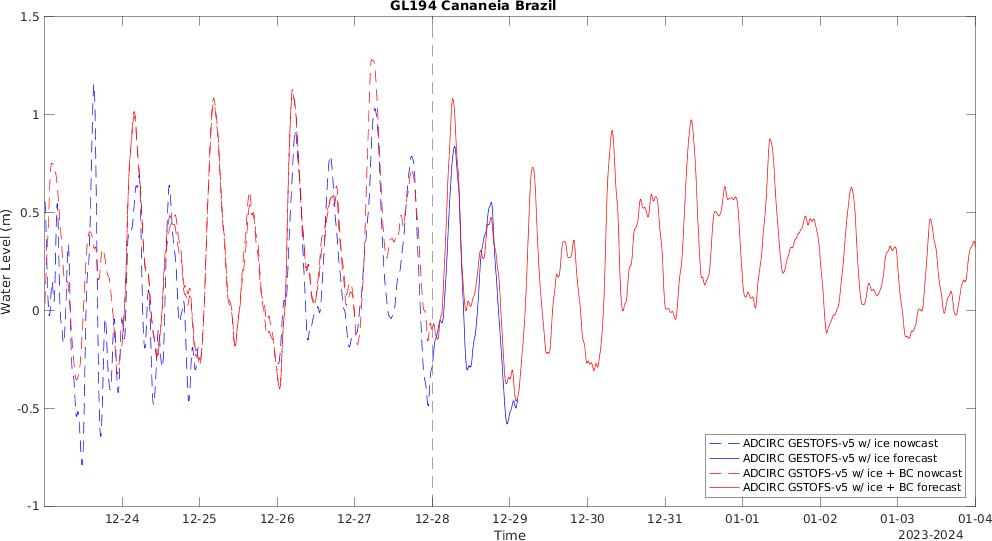 GL194 Cananeia Brazil
1.5
1
0.5
0
-0.5
-1
Water Level (m)
12-24 12-25 12-26 12-27 12-28 12-29 12-30 12-31 01-01 01-02 01-03 01-04
Time
2023-2024
ADCIRC GESTOFS-v5 w/ ice nowcast
ADCIRC GESTOFS-v5 w/ ice forecast
ADCIRC GSTOFS-v5 w/ ice + BC nowcast
ADCIRC GSTOFS-v5 w/ ice + BC forecast